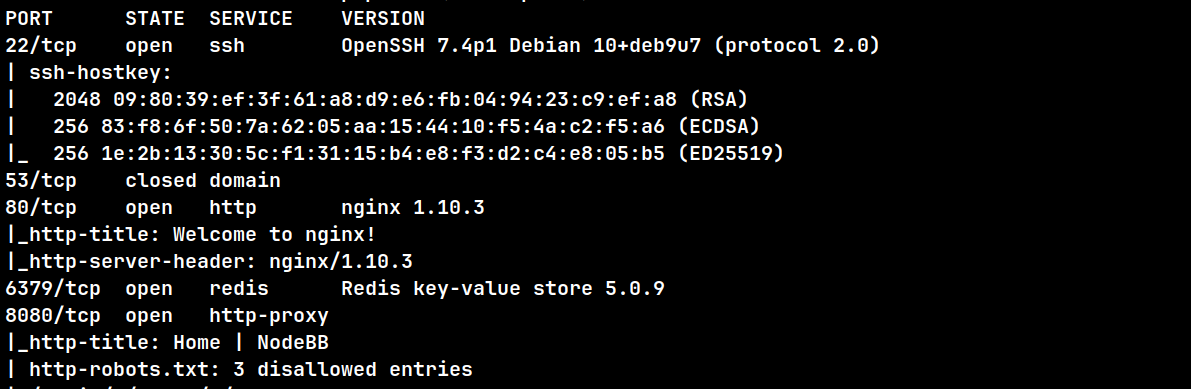 PORT      STATE  SERVICE    VERSION
22/tcp    open   ssh        OpenSSH 7.4p1 Debian 10+deb9u7 (protocol 2.0)
| ssh-hostkey:
|   2048 09:80:39:ef:3f:61:a8:d9:e6:fb:04:94:23:c9:ef:a8 (RSA)
|   256 83:f8:6f:50:7a:62:05:aa:15:44:10:f5:4a:c2:f5:a6 (ECDSA)
|_  256 1e:2b:13:30:5c:f1:31:15:b4:e8:f3:d2:c4:e8:05:b5 (ED25519)
53/tcp    closed domain
80/tcp    open   http       nginx 1.10.3
|_http-title: Welcome to nginx!
|_http-server-header: nginx/1.10.3
6379/tcp  open   redis      Redis key-value store 5.0.9
8080/tcp  open   http-proxy
|_http-title: Home | NodeBB
| http-robots.txt: 3 disallowed entries